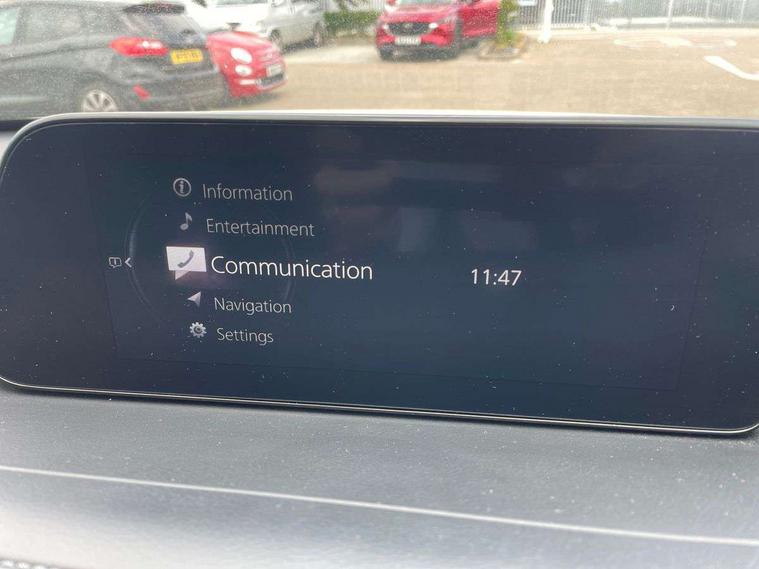 Information
Entertainment
Communication
11:47
Navigation
Settings